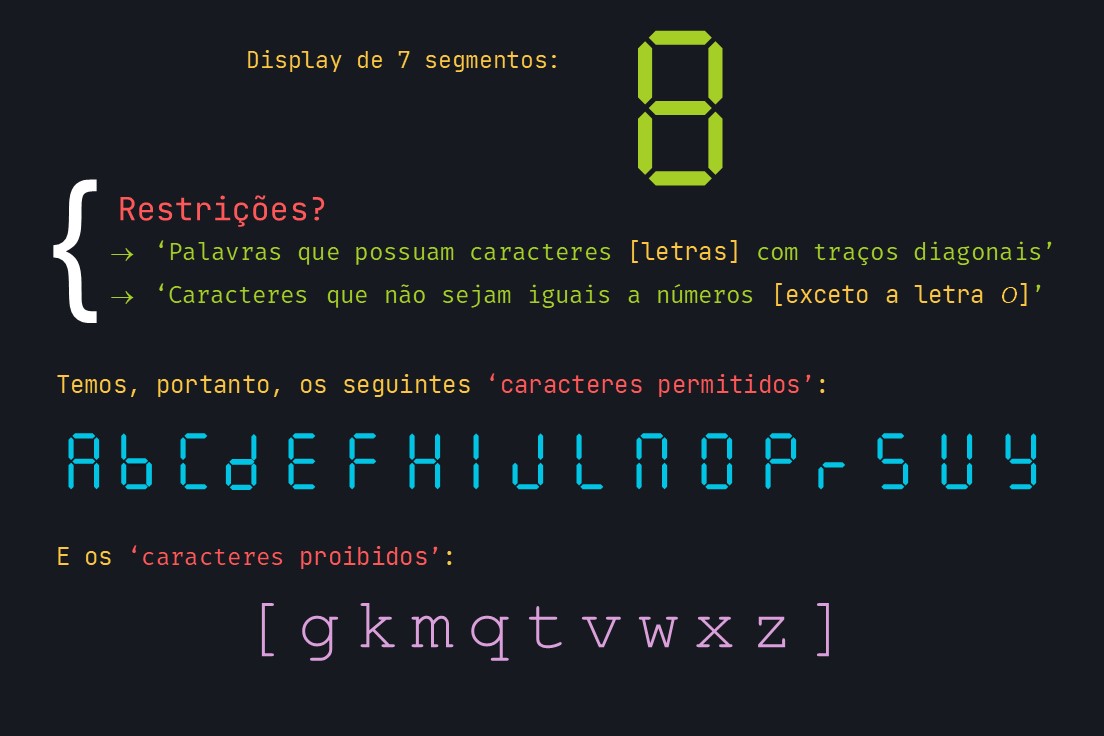 Display de 7 segmentos: 8
Restrições?
→ ‘Palavras que possuam caracteres [letras] com traços diagonais’
→ ‘Caracteres que não sejam iguais a números [exceto a letra O]’
Temos, portanto, os seguintes ‘caracteres permitidos’:
A b C d E F H I J L N O P r S U Y
E os ‘caracteres proibidos’:
[ g k m q t v w x z ]